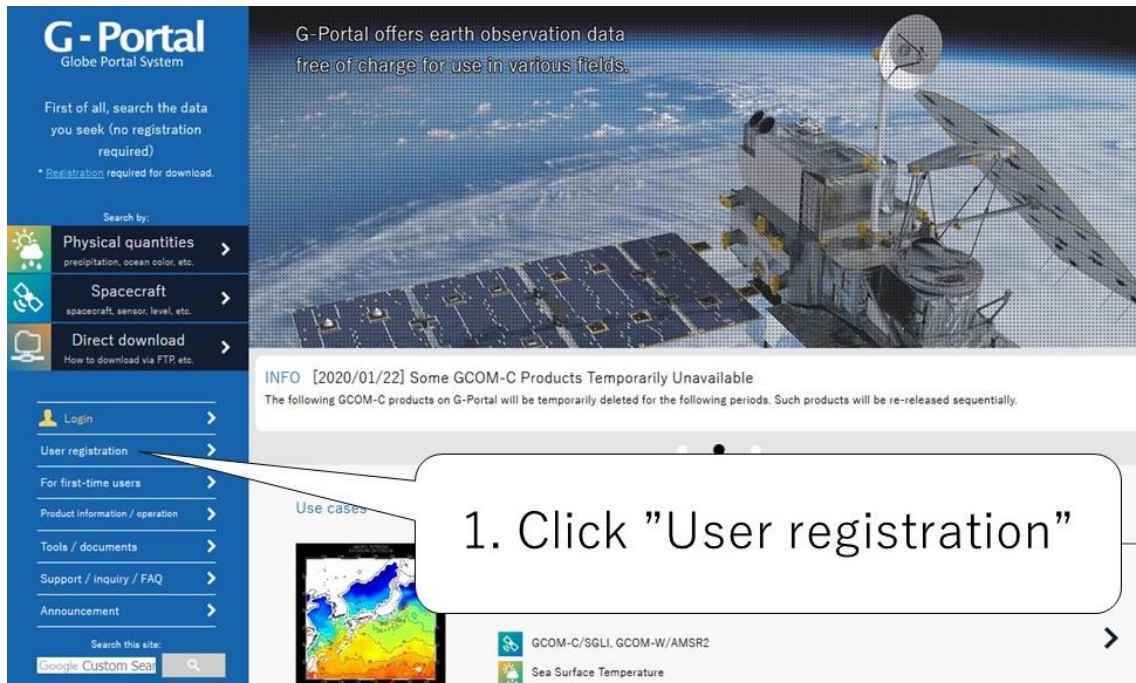 G-Portal
Globe Portal System
First of all, search the data
you seek (no registration
required)
* Registration required for download.
Search by:
Physical quantities
precipitation, ocean color, etc.
Spacecraft
spacecraft, sensor, level, etc.
Direct download
How to download via FTP, etc.
Login
User registration
For first-time users
Product information / operation
Tools / documents
Support / inquiry / FAQ
Announcement
Search this site:
Google Custom Sear
G-Portal offers earth observation data
free of charge for use in various fields.
INFO [2020/01/22] Some GCOM-C Products Temporarily Unavailable
The following GCOM-C products on G-Portal will be temporarily deleted for the following periods. Such products will be re-released sequentially.
Use cases
1. Click ”User registration”
GCOM-C/SGLI, GCOM-W/AMSR2
Sea Surface Temperature